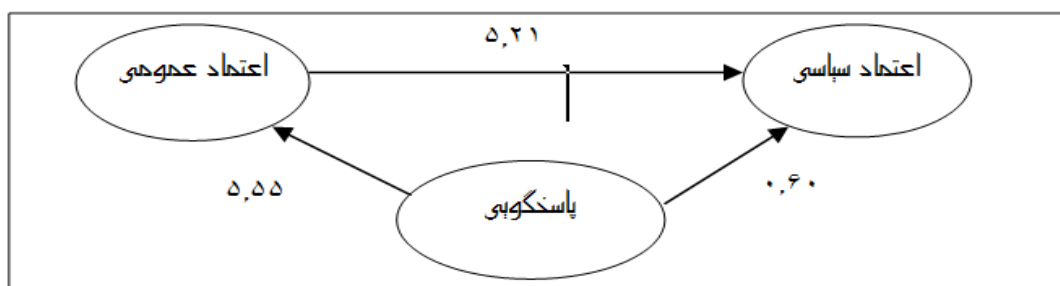 ۵,۲۱
اعتماد عمومی
اعتماد سیاسی
۵,۵۵
پاسخگویی
۰,۶۰